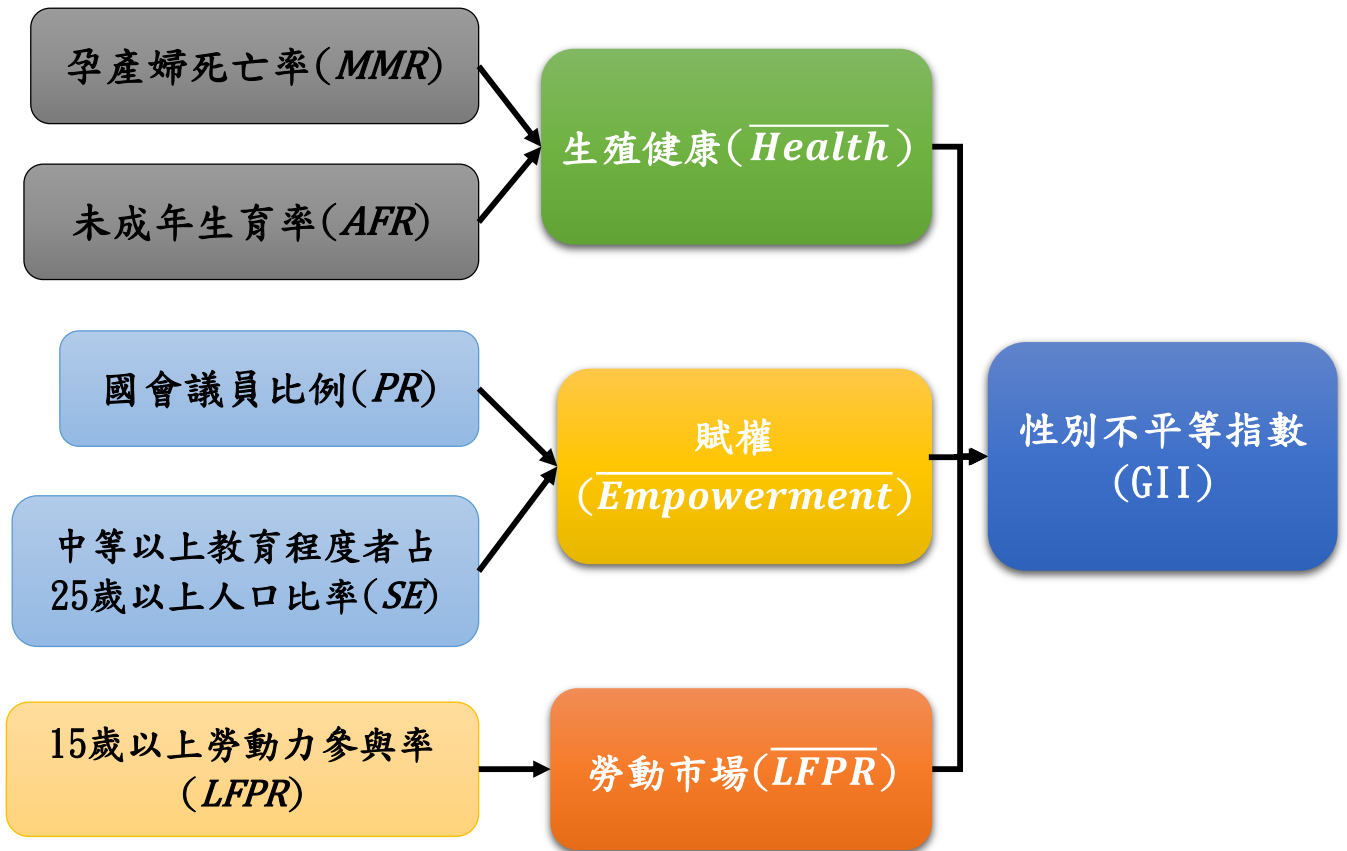 孕產婦死亡率(MMR)
未成年生育率(AFR)
生殖健康(Health)
國會議員比例(PR)
中等以上教育程度者占
25歲以上人口比率(SE)
賦權
(Empowerment)
性別不平等指數
(GII)
15歲以上勞動力參與率
(LFPR)
勞動市場(LFPR)